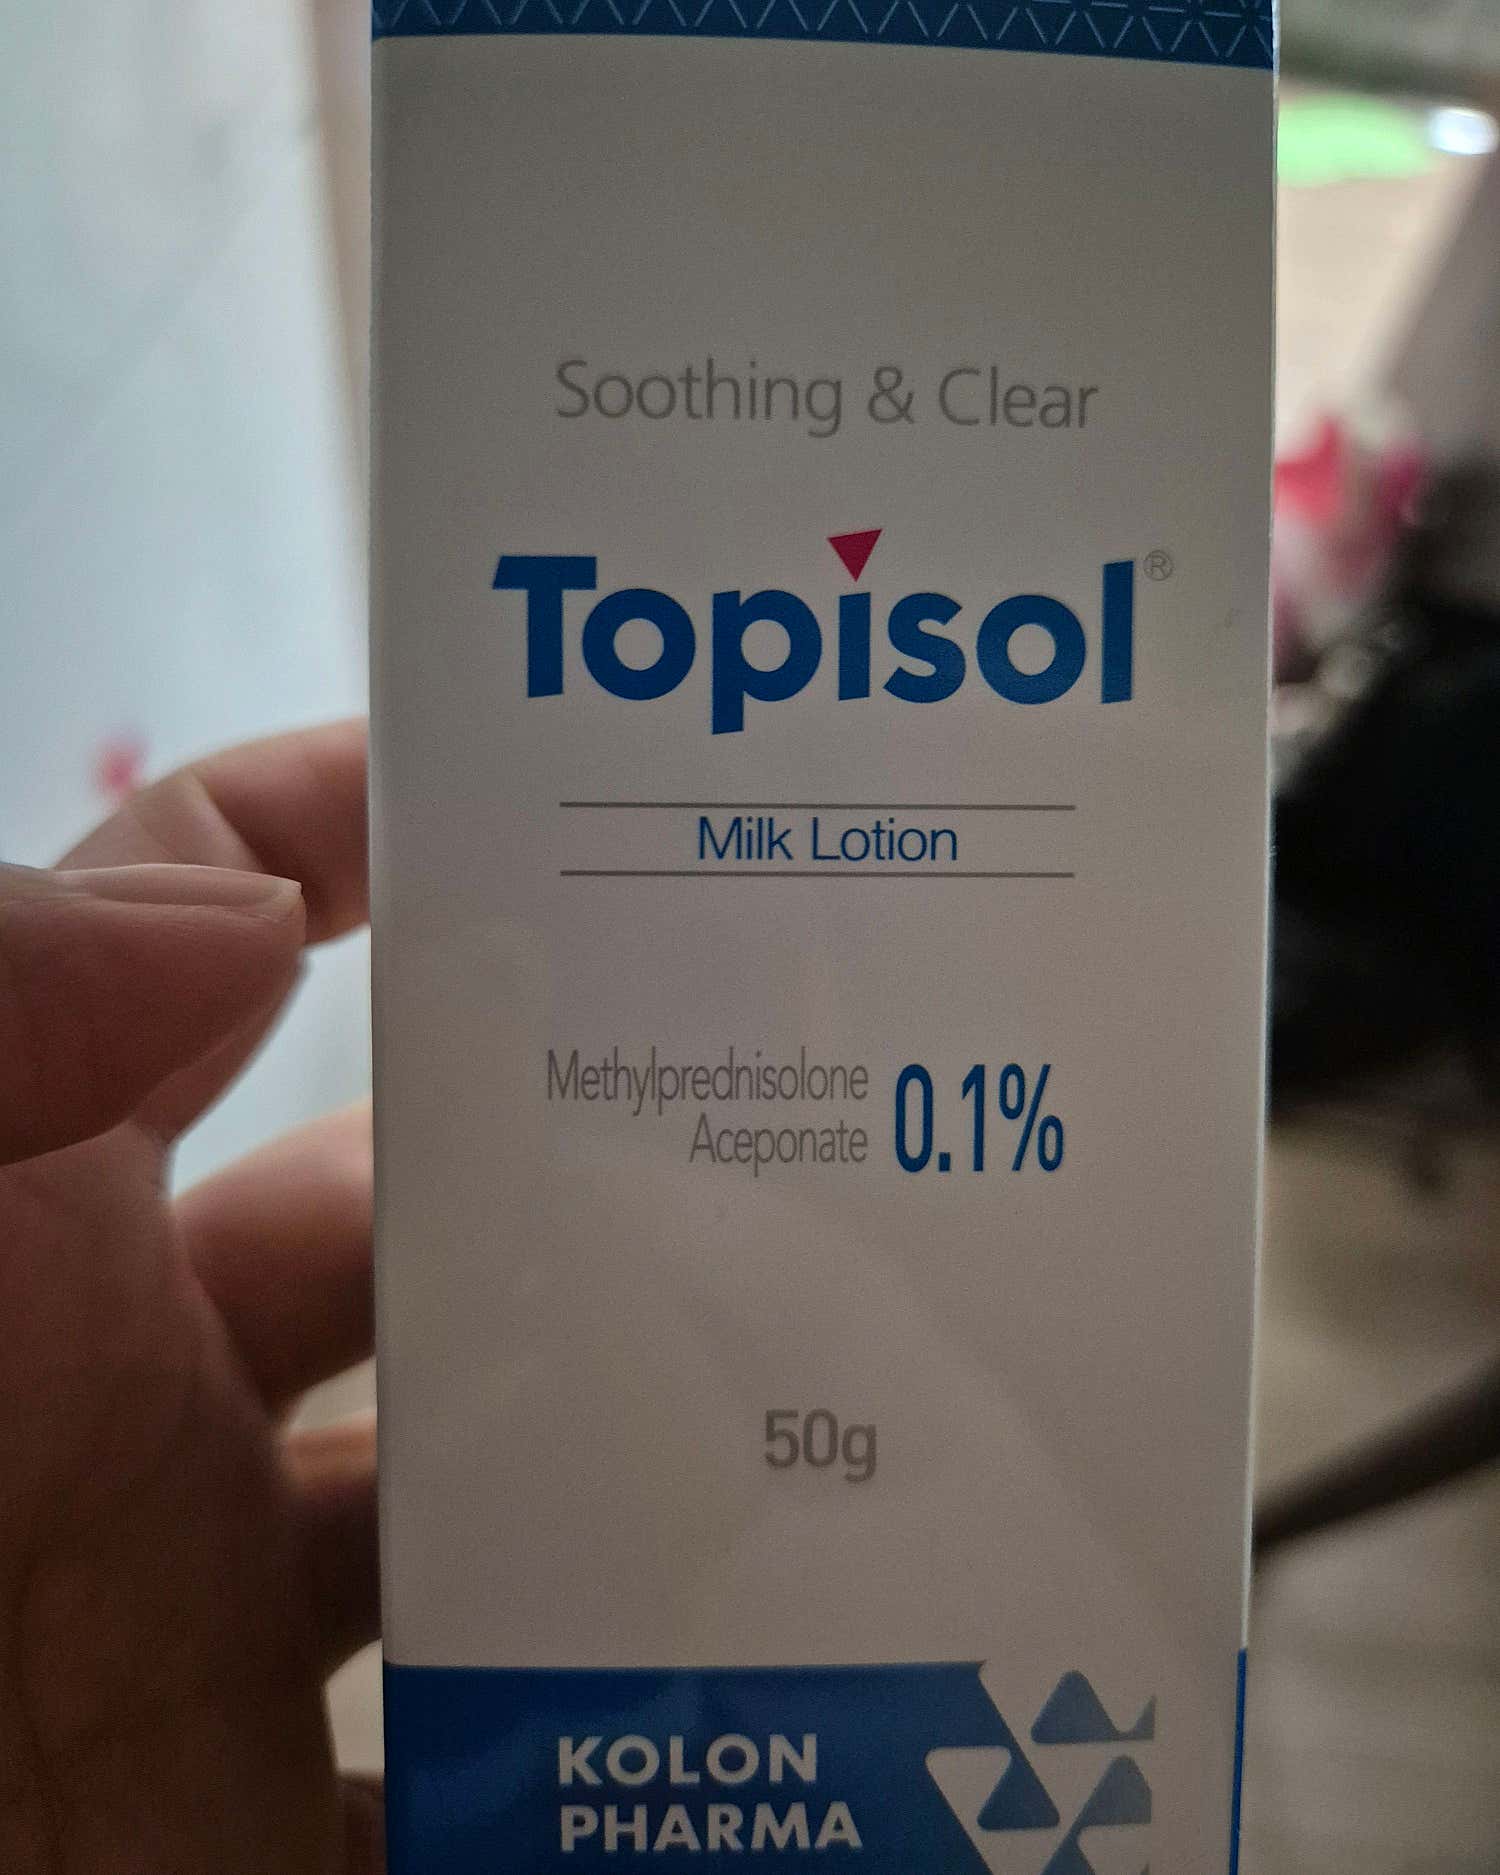 Soothing & Clear
Topisol®
Milk Lotion
Methylprednisolone
Aceponate 0.1%
50g
KOLON
PHARMA